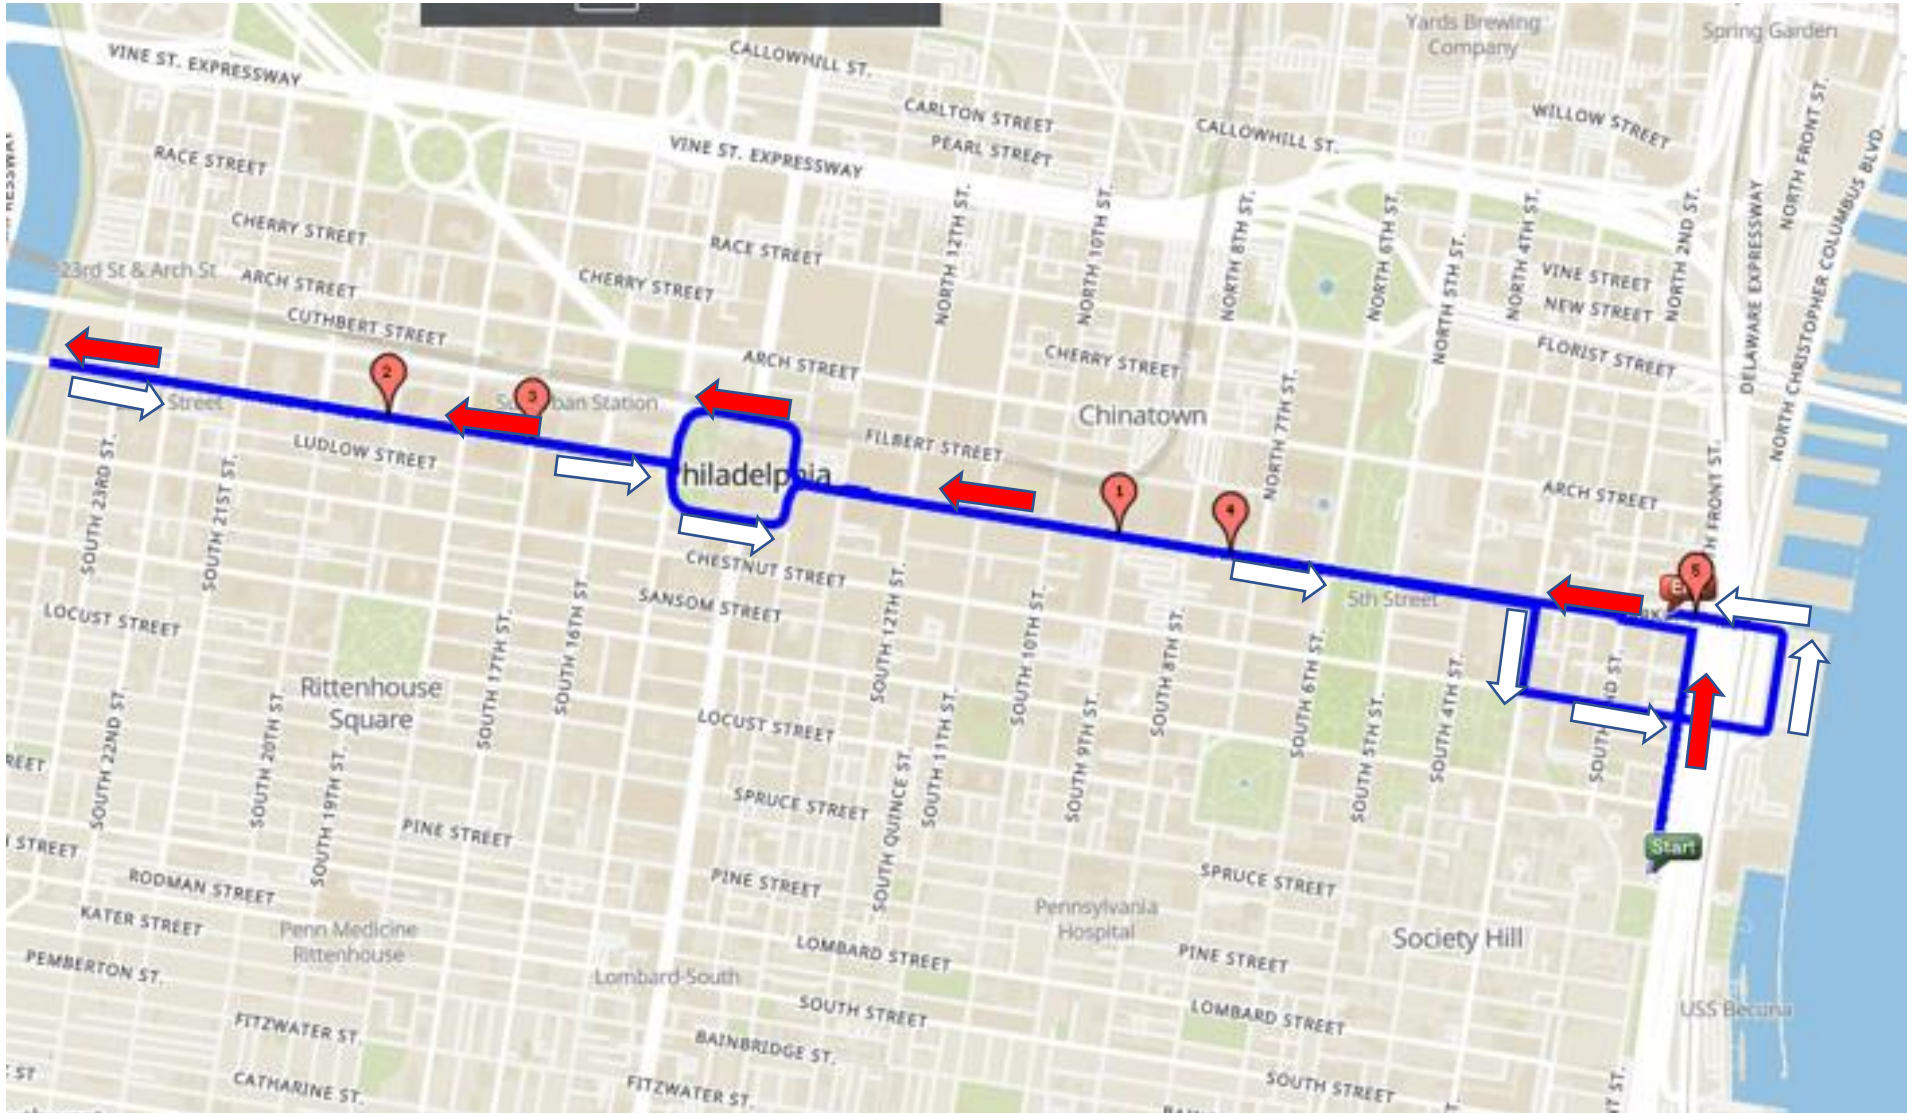 Yards Brewing
Company
Spring Garden
CALLOWHILL ST.
VINE ST. EXPRESSWAY
CARLTON STREET
PEARL STREET
CALLOWHILL ST.
WILLOW STREET
NORTH FRONT ST.
RACE STREET
VINE ST. EXPRESSWAY
NORTH CHRISTOPHER COLUMBUS BLVD.
DELAWARE EXPRESSWAY
CHERRY STREET
RACE STREET
NORTH 12TH ST.
NORTH 10TH ST.
NORTH 8TH ST.
NORTH 6TH ST.
NORTH 5TH ST.
NORTH 4TH ST.
NORTH 2ND ST.
23rd St & Arch St
ARCH STREET
CHERRY STREET
VINE STREET
NEW STREET
CUTHBERT STREET
ARCH STREET
CHERRY STREET
FLORIST STREET
2
3
Street
Station
Chinatown
NORTH 7TH ST.
LUDLOW STREET
FILBERT STREET
hiladelphia
1
4
ARCH STREET
FRONT ST.
SOUTH 23RD ST.
SOUTH 21ST ST.
CHESTNUT STREET
SANSOM STREET
5
5th Street
LOCUST STREET
SOUTH 17TH ST.
SOUTH 16TH ST
SOUTH 12TH ST.
SOUTH 10TH ST.
SOUTH 8TH ST.
SOUTH 6TH ST.
SOUTH 4TH ST.
Rittenhouse
Square
LOCUST STREET
SOUTH 22ND ST.
SOUTH 20TH ST.
SOUTH 19TH ST.
SOUTH 11TH ST.
SOUTH 9TH ST.
SOUTH 5TH ST.
SOUTH QUINCE ST.
SPRUCE STREET
PINE STREET
Start
STREET
RODMAN STREET
PINE STREET
SPRUCE STREET
KATER STREET
Penn Medicine
Rittenhouse
Pennsylvania
Hospital
Society Hill
PEMBERTON ST.
Lombard-South
LOMBARD STREET
PINE STREET
SOUTH STREET
LOMBARD STREET
USS Becuna
FITZWATER ST.
BAINBRIDGE ST.
ST
CATHARINE ST.
FITZWATER ST.
SOUTH STREET